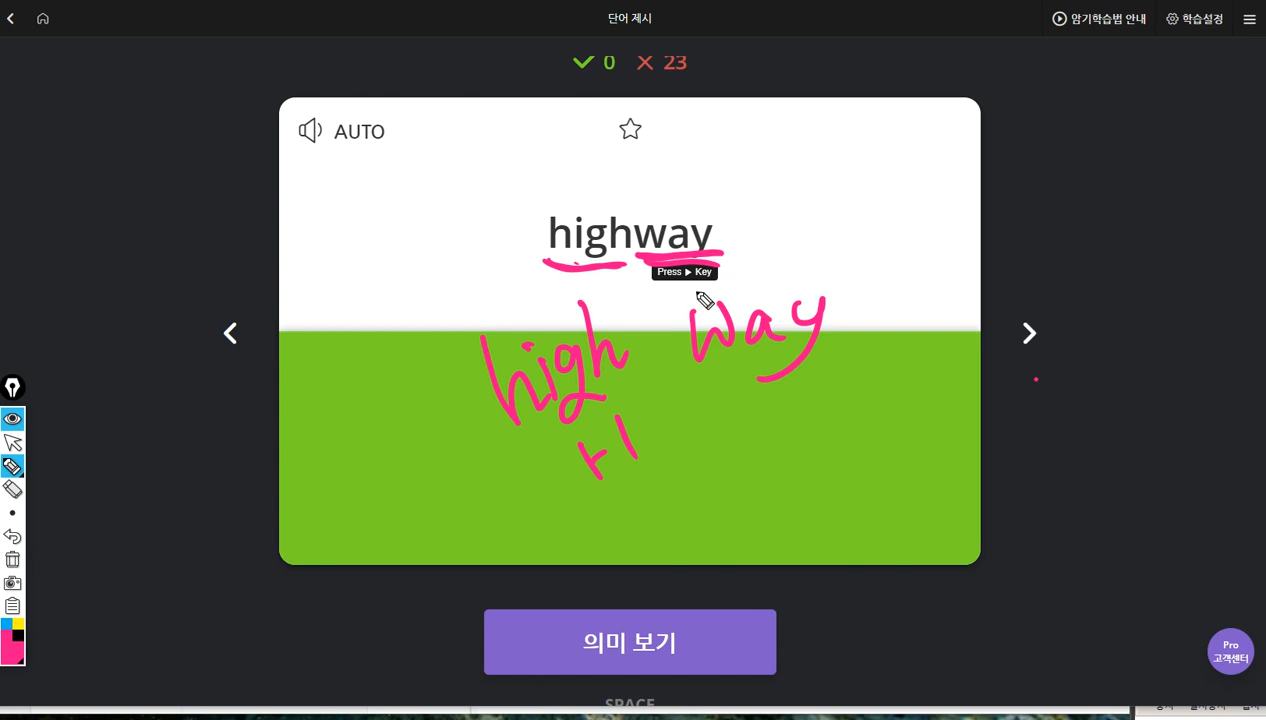 단어 제시
암기학습법 안내
학습설정
0 23
AUTO
highway
Press ▶ Key
high way
의미 보기
Pro
고객센터
SPACE